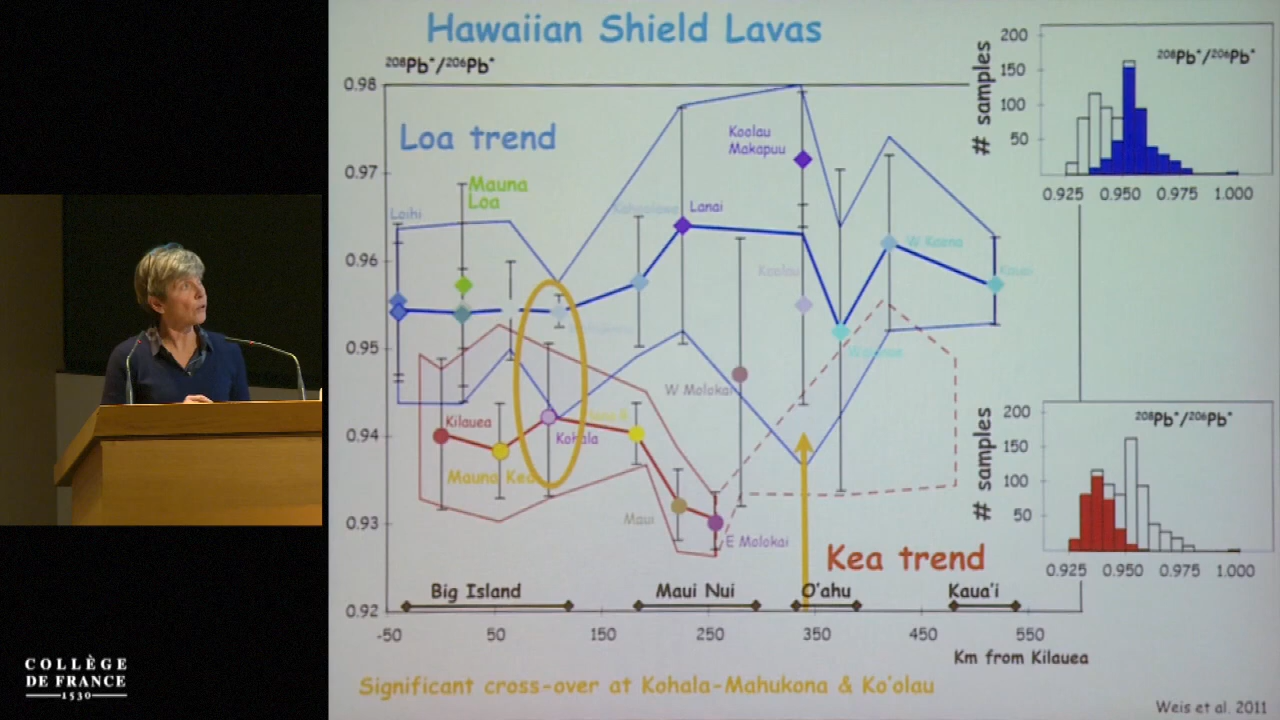 Hawaiian Shield Lavas
²⁰⁸Pb*/²⁰⁶Pb*
0.98
0.97
0.96
0.95
0.94
0.93
0.92
Loa trend
Loihi
Mauna
Loa
Koolau
Makapuu
Lanai
Koolau
W Kaena
Kauai
W Molokai
Kilauea
Mauna Kea
Kohala
Maui
E Molokai
Kea trend
Big Island
Maui Nui
O'ahu
Kaua'i
-50
50
150
250
350
450
550
Km from Kilauea
Significant cross-over at Kohala-Mahukona & Ko'olau
Weis et al. 2011
# samples
200
150
100
50
²⁰⁸Pb*/²⁰⁶Pb*
0.925
0.950
0.975
1.000
# samples
200
150
100
50
²⁰⁸Pb*/²⁰⁶Pb*
0.925
0.950
0.975
1.000
COLLÈGE
DE FRANCE
1530